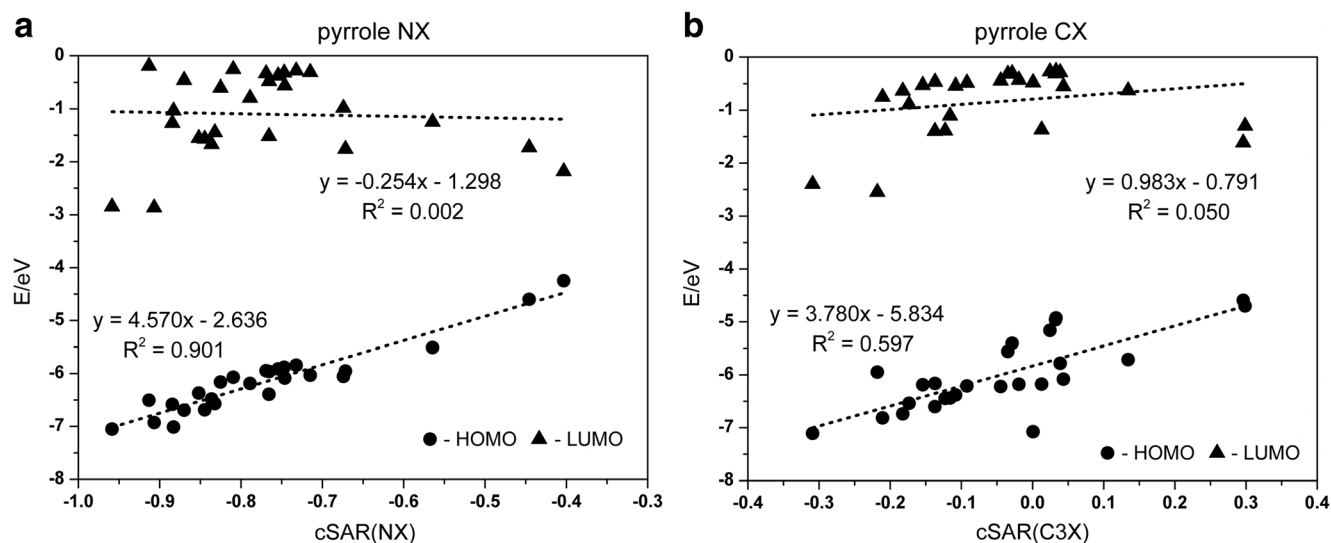 a
pyrrole NX
0
-1
-2
-3
-4
-5
-6
-7
-8
E/eV
y = -0.254x - 1.298
R² = 0.002
y = 4.570x - 2.636
R² = 0.901
- HOMO - LUMO
-1.0 -0.9 -0.8 -0.7 -0.6 -0.5 -0.4 -0.3
cSAR(NX)
b
pyrrole CX
0
-1
-2
-3
-4
-5
-6
-7
-8
E/eV
y = 0.983x - 0.791
R² = 0.050
y = 3.780x - 5.834
R² = 0.597
- HOMO - LUMO
-0.4 -0.3 -0.2 -0.1 0.0 0.1 0.2 0.3 0.4
cSAR(C3X)